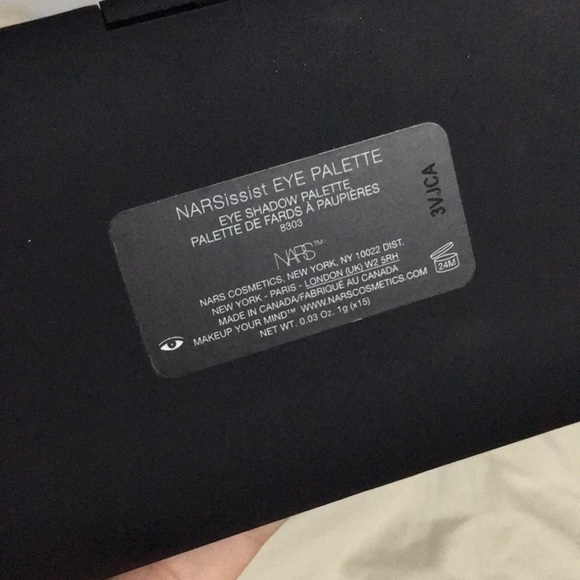 NARSissist EYE PALETTE
EYE SHADOW PALETTE
PALETTE DE FARDS À PAUPIÈRES
8303
NARS™
NARS COSMETICS, NEW YORK, NY 10022 DIST.
NEW YORK - PARIS - LONDON (UK) W2 5RH
MADE IN CANADA/FABRIQUÉ AU CANADA
MAKEUP YOUR MIND™ WWW.NARSCOSMETICS.COM
NET WT. 0.03 Oz. 1g (x15)
3VJCA
24M